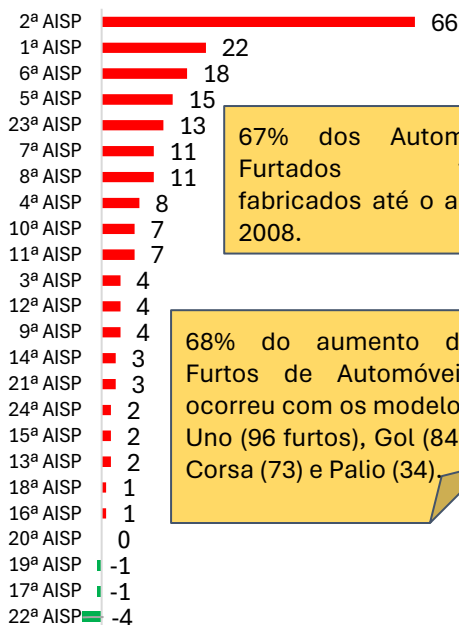 2ª AISP 66
1ª AISP 22
6ª AISP 18
5ª AISP 15
23ª AISP 13
7ª AISP 11
8ª AISP 11
4ª AISP 8
10ª AISP 7
11ª AISP 7
3ª AISP 4
12ª AISP 4
9ª AISP 4
14ª AISP 3
21ª AISP 3
24ª AISP 2
15ª AISP 2
13ª AISP 2
18ª AISP 1
16ª AISP 1
20ª AISP 0
19ª AISP -1
17ª AISP -1
22ª AISP -4
67% dos
Furtados
fabricados até o
2008.
68% do aumento
Furtos de
ocorreu com os
Uno (96 furtos), Gol (84
Corsa (73) e Palio (34).